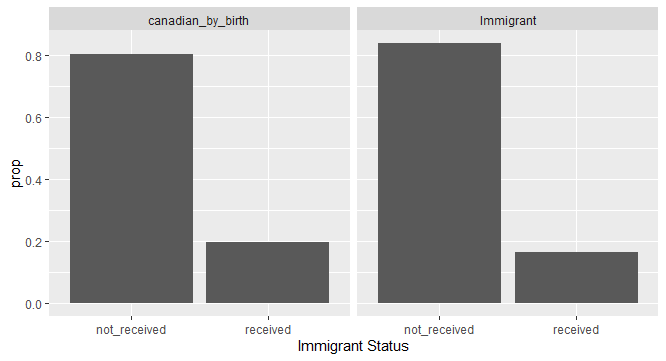 canadian_by_birth Immigrant
prop
0.8
0.6
0.4
0.2
0.0
not_received received not_received received
Immigrant Status